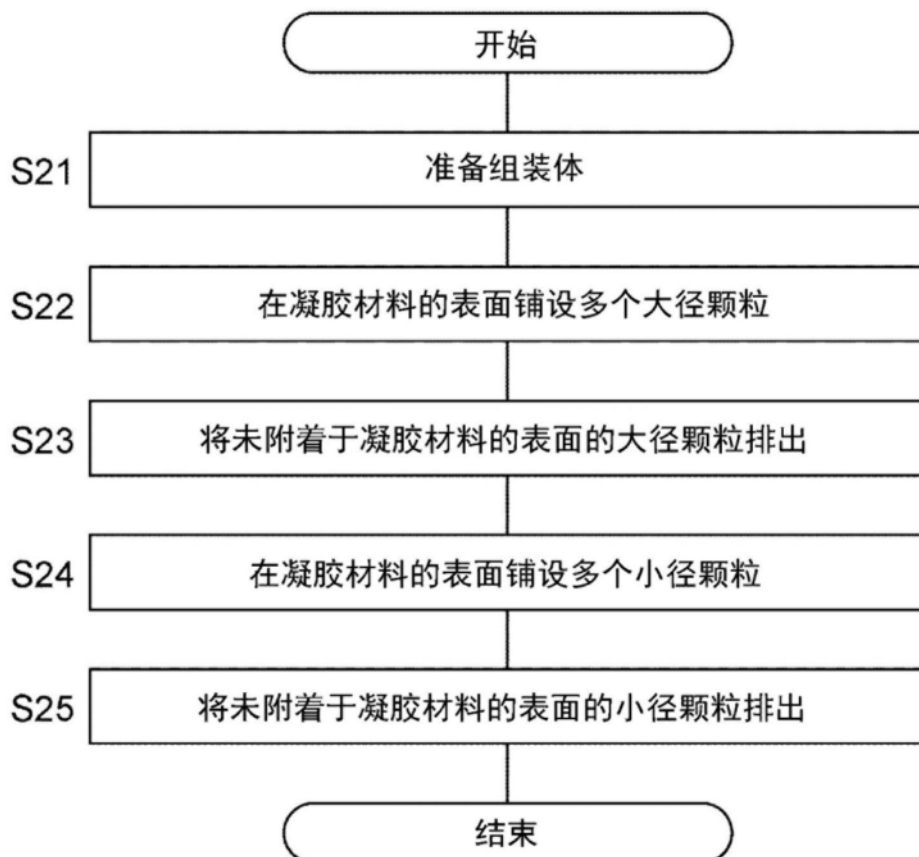 开始
S21 准备组装体
S22 在凝胶材料的表面铺设多个大径颗粒
S23 将未附着于凝胶材料的表面的大径颗粒排出
S24 在凝胶材料的表面铺设多个小径颗粒
S25 将未附着于凝胶材料的表面的小径颗粒排出
结束